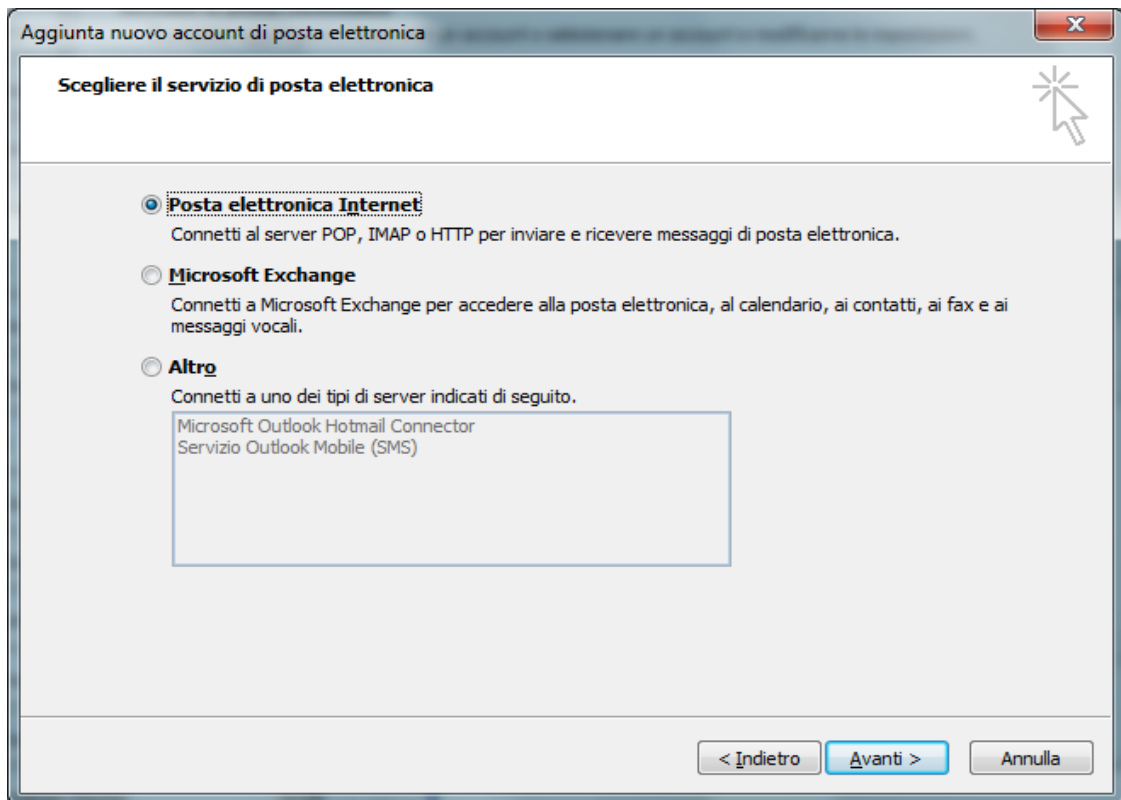 Aggiunta nuovo account di posta elettronica
Scegliere il servizio di posta elettronica
Posta elettronica Internet
Connetti al server POP, IMAP o HTTP per inviare e ricevere messaggi di posta elettronica.
Microsoft Exchange
Connetti a Microsoft Exchange per accedere alla posta elettronica, al calendario, ai contatti, ai fax e ai
messaggi vocali.
Altro
Connetti a uno dei tipi di server indicati di seguito.
Microsoft Outlook Hotmail Connector
Servizio Outlook Mobile (SMS)
< Indietro
Avanti >
Annulla